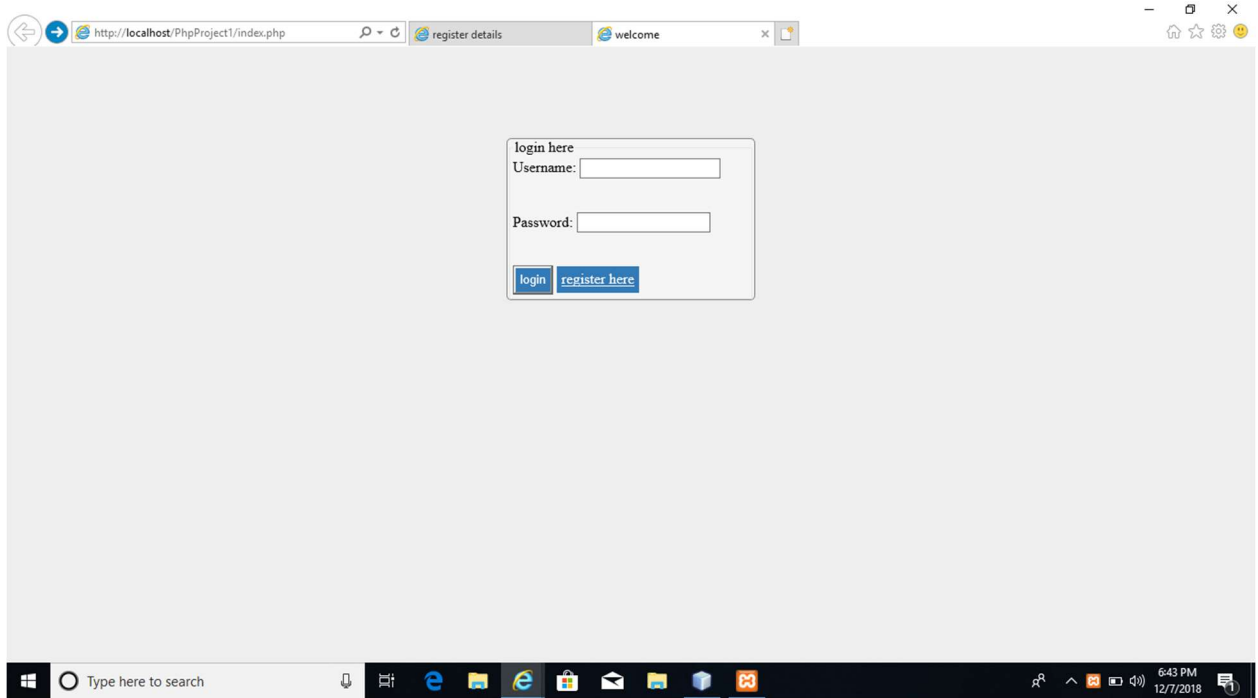 http://localhost/PhpProject1/index.php
register details
welcome
login here
Username:
Password:
login
register here
Type here to search
6:43 PM
12/7/2018
1